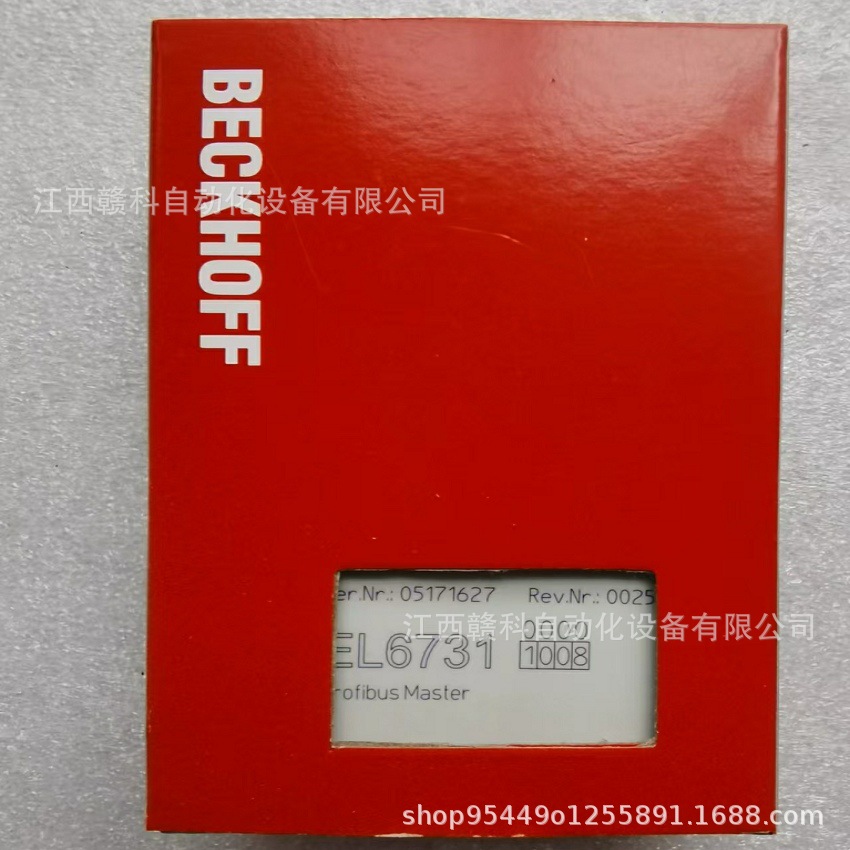 BECKHOFF
江西赣科自动化设备有限公司
er.Nr.: 05171627 Rev.Nr.: 0025
江西赣科自动化设备有限公司
0000
EL6731 1008
rofibus Master
shop95449o1255891.1688.com